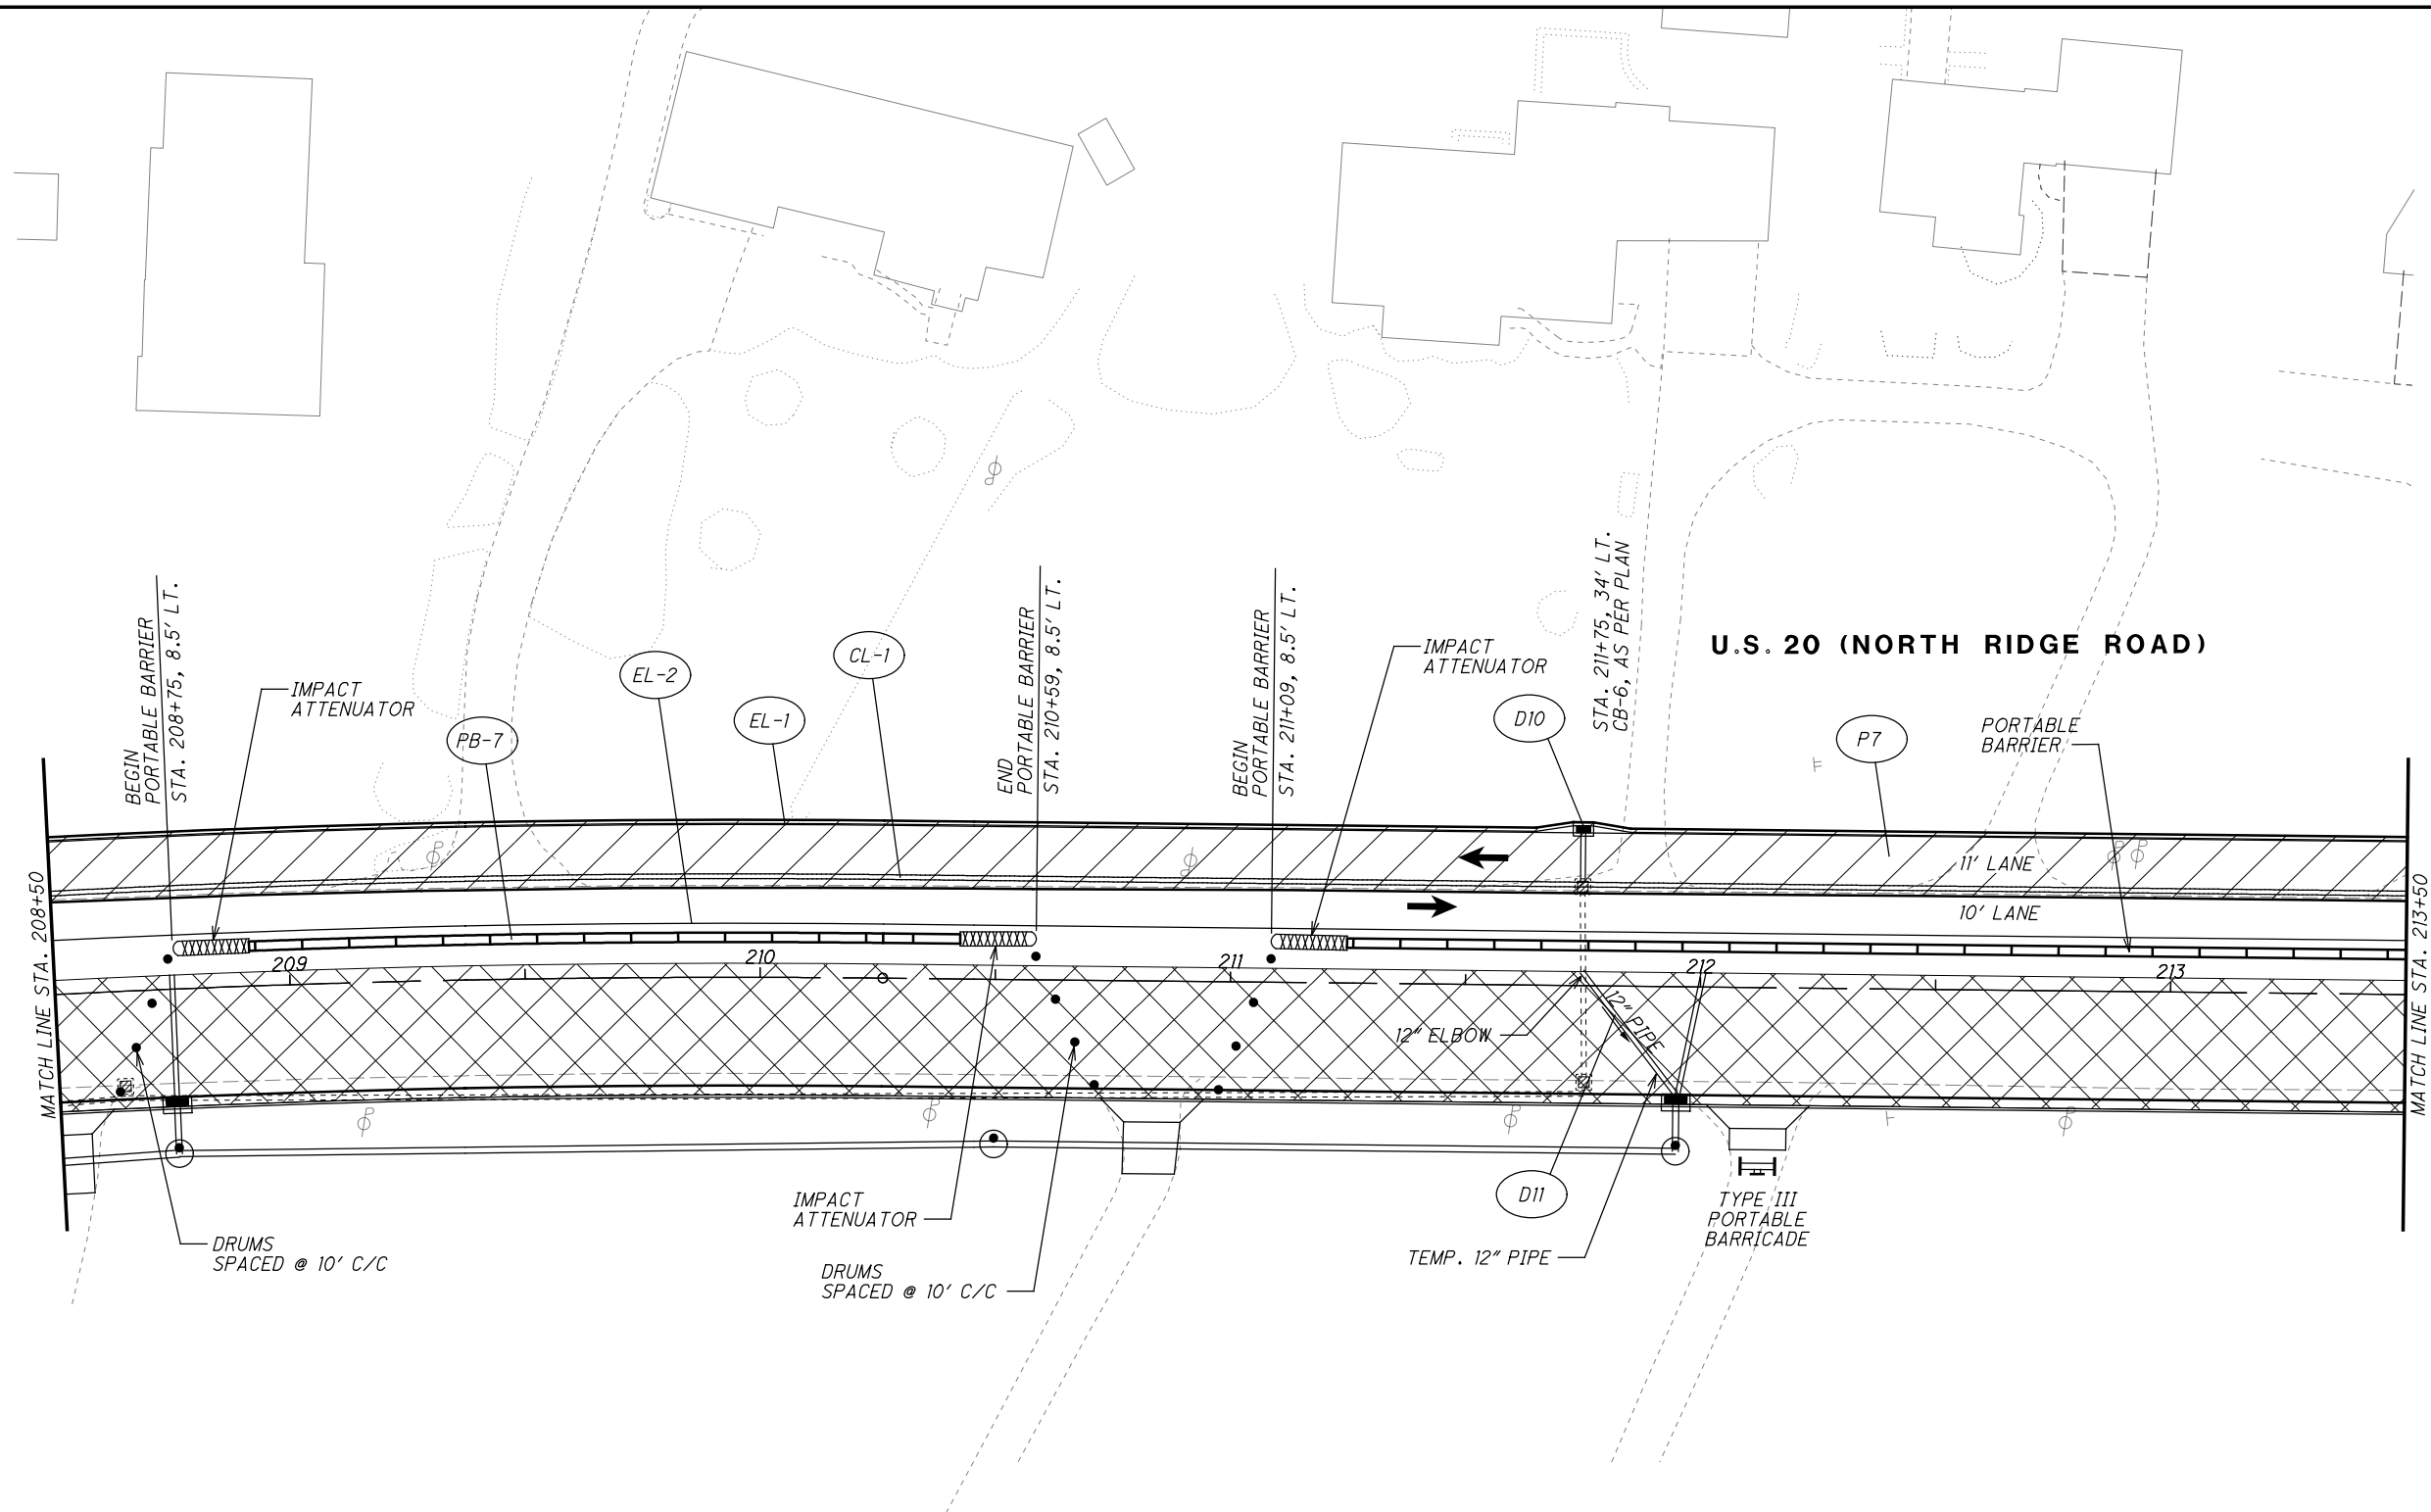 BEGIN
PORTABLE BARRIER
STA. 208+75, 8.5' LT.
IMPACT
ATTENUATOR
PB-7
EL-2
EL-1
CL-1
END
PORTABLE BARRIER
STA. 210+59, 8.5' LT.
BEGIN
PORTABLE BARRIER
STA. 211+09, 8.5' LT.
IMPACT
ATTENUATOR
D10
STA. 211+75, 34' LT.
CB-6, AS PER PLAN
U.S. 20 (NORTH RIDGE ROAD)
P7
PORTABLE
BARRIER
11' LANE
10' LANE
MATCH LINE STA. 208+50
209
210
211
212
213
MATCH LINE STA. 213+50
12" ELBOW
12" PIPE
D11
IMPACT
ATTENUATOR
DRUMS
SPACED @ 10' C/C
DRUMS
SPACED @ 10' C/C
TEMP. 12" PIPE
TYPE III
PORTABLE
BARRICADE